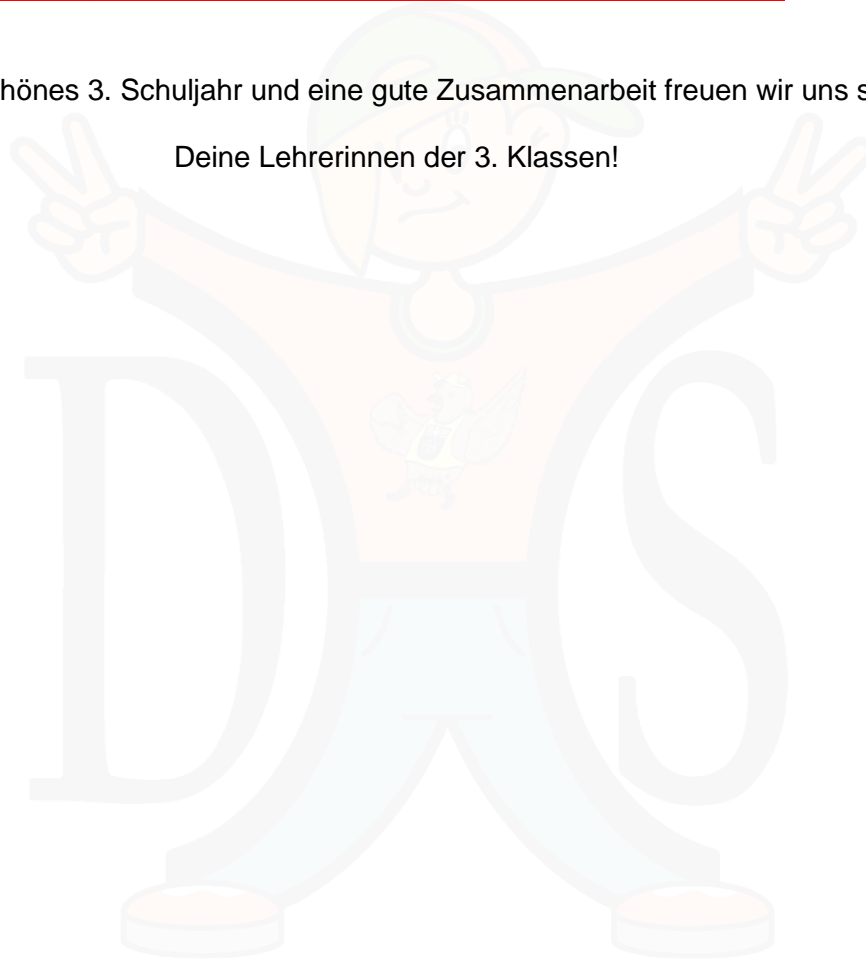 hönes 3. Schuljahr und eine gute Zusammenarbeit freuen wir uns s
Deine Lehrerinnen der 3. Klassen!
D S